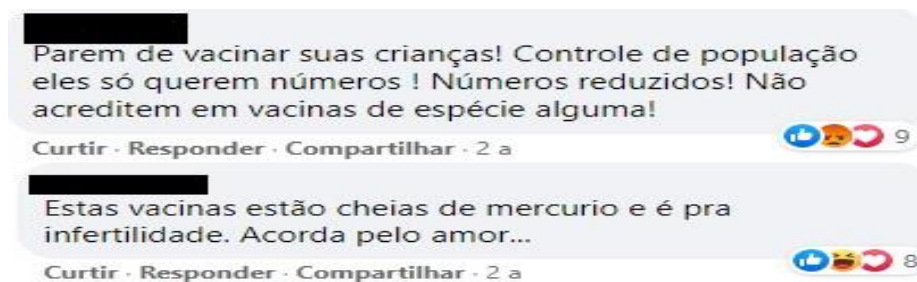 Parem de vacinar suas crianças! Controle de população
eles só querem números ! Números reduzidos! Não
acreditem em vacinas de espécie alguma!
Curtir · Responder · Compartilhar · 2 a
9
Estas vacinas estão cheias de mercurio e é pra
infertilidade. Acorda pelo amor...
Curtir · Responder · Compartilhar · 2 a
8